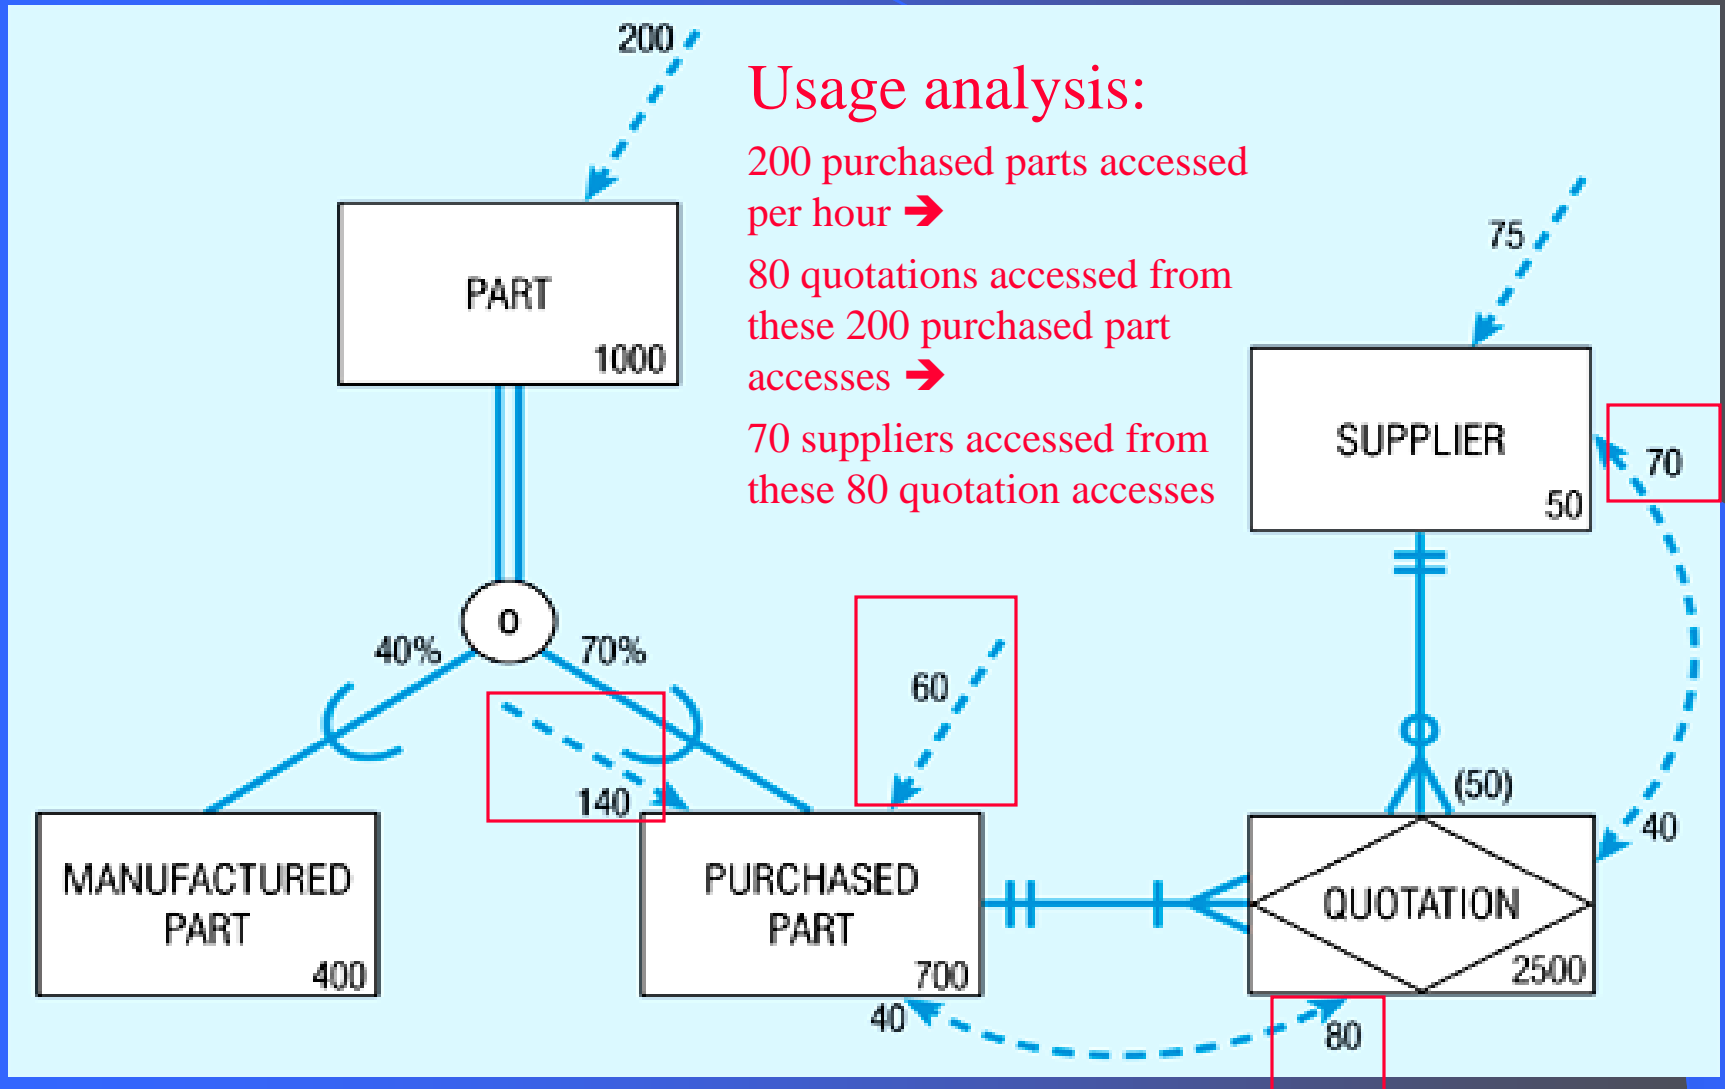 200
Usage analysis:
200 purchased parts accessed
per hour ➔
80 quotations accessed from
these 200 purchased part
accesses ➔
70 suppliers accessed from
these 80 quotation accesses
75
PART
1000
SUPPLIER
50
70
O
40%
70%
60
140
(50)
40
MANUFACTURED
PART
400
PURCHASED
PART
700
QUOTATION
2500
40
80